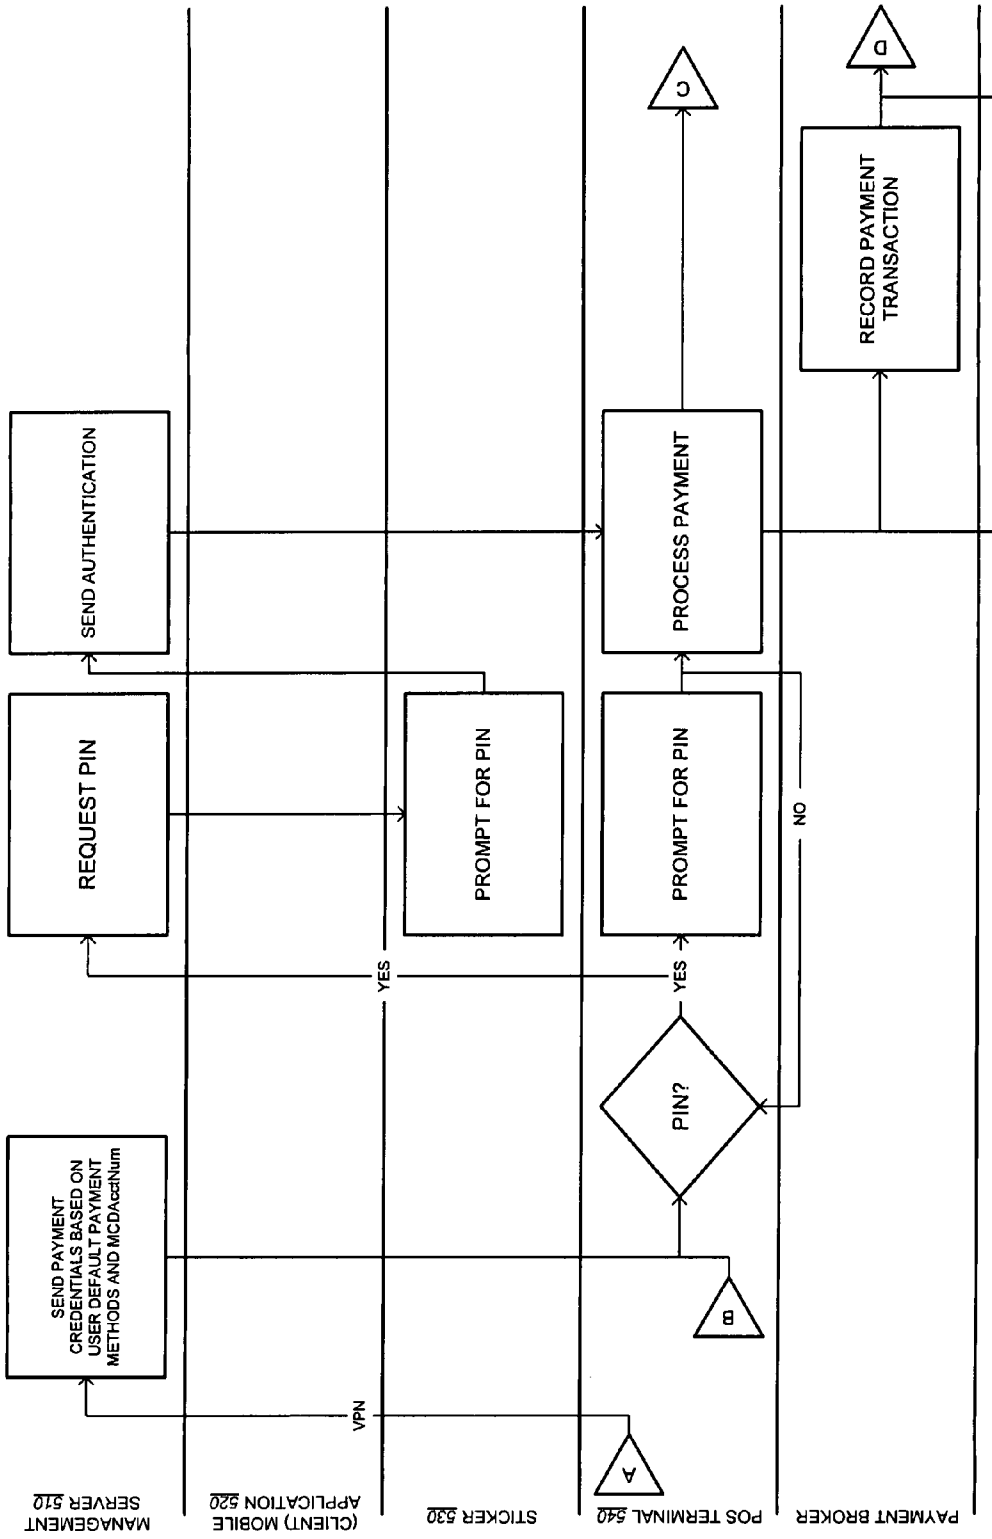 MANAGEMENT
SERVER 510
(CLIENT) MOBILE
APPLICATION 520
STICKER 530
POS TERMINAL 540
PAYMENT BROKER
A
VPN
SEND PAYMENT
CREDENTIALS BASED ON
USER DEFAULT PAYMENT
METHODS AND MCDAcctNum
B
PIN?
YES
YES
NO
REQUEST PIN
PROMPT FOR PIN
PROMPT FOR PIN
SEND AUTHENTICATION
PROCESS PAYMENT
RECORD PAYMENT
TRANSACTION
C
D